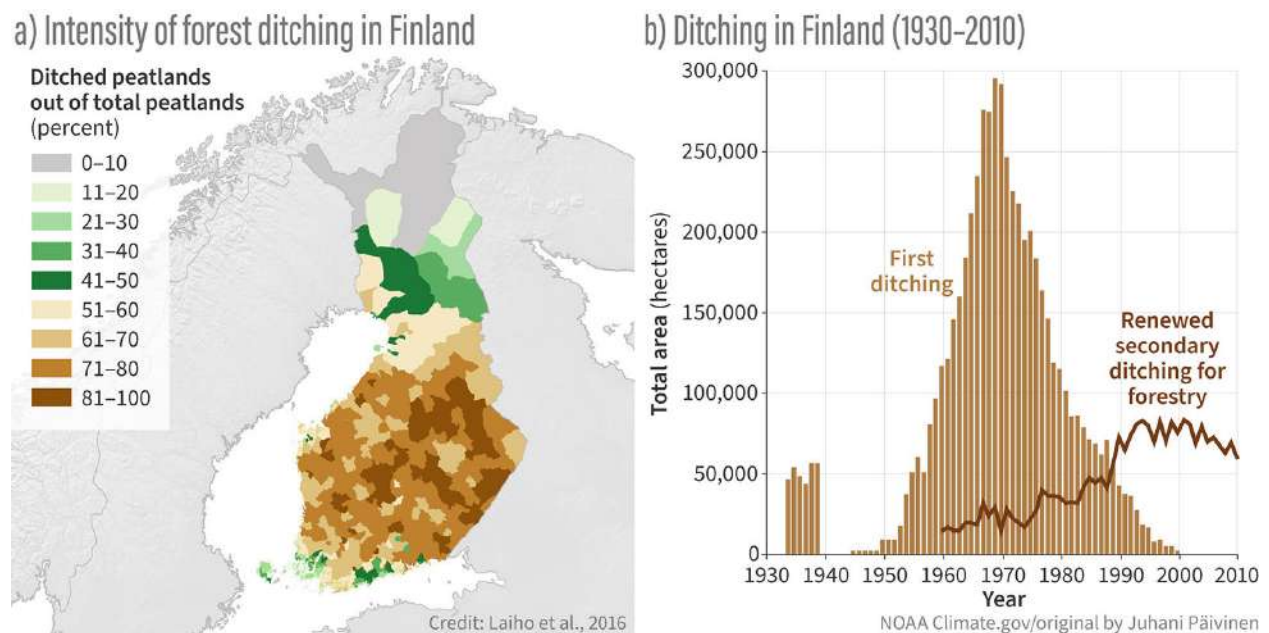 a) Intensity of forest ditching in Finland
Ditched peatlands
out of total peatlands
(percent)
0–10
11–20
21–30
31–40
41–50
51–60
61–70
71–80
81–100
Credit: Laiho et al., 2016
b) Ditching in Finland (1930–2010)
300,000
250,000
200,000
150,000
100,000
50,000
0
Total area (hectares)
First
ditching
Renewed
secondary
ditching for
forestry
1930 1940 1950 1960 1970 1980 1990 2000 2010
Year
NOAA Climate.gov/original by Juhani Päivinen